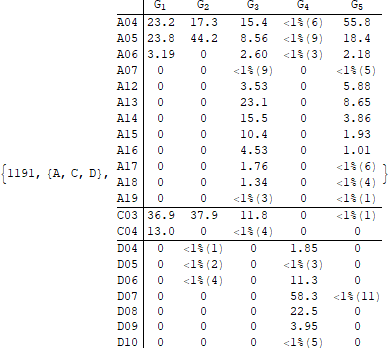 G1 G2 G3 G4 G5
A04 23.2 17.3 15.4 <1%(6) 55.8
A05 23.8 44.2 8.56 <1%(9) 18.4
A06 3.19 0 2.60 <1%(3) 2.18
A07 0 0 <1%(9) 0 <1%(5)
A12 0 0 3.53 0 5.88
A13 0 0 23.1 0 8.65
A14 0 0 15.5 0 3.86
A15 0 0 10.4 0 1.93
A16 0 0 4.53 0 1.01
{1191, {A, C, D}, A17 0 0 1.76 0 <1%(6) }
A18 0 0 1.34 0 <1%(4)
A19 0 0 <1%(3) 0 <1%(1)
C03 36.9 37.9 11.8 0 <1%(1)
C04 13.0 0 <1%(4) 0 0
D04 0 <1%(1) 0 1.85 0
D05 0 <1%(2) 0 <1%(3) 0
D06 0 <1%(4) 0 11.3 0
D07 0 0 0 58.3 <1%(11)
D08 0 0 0 22.5 0
D09 0 0 0 3.95 0
D10 0 0 0 <1%(5) 0